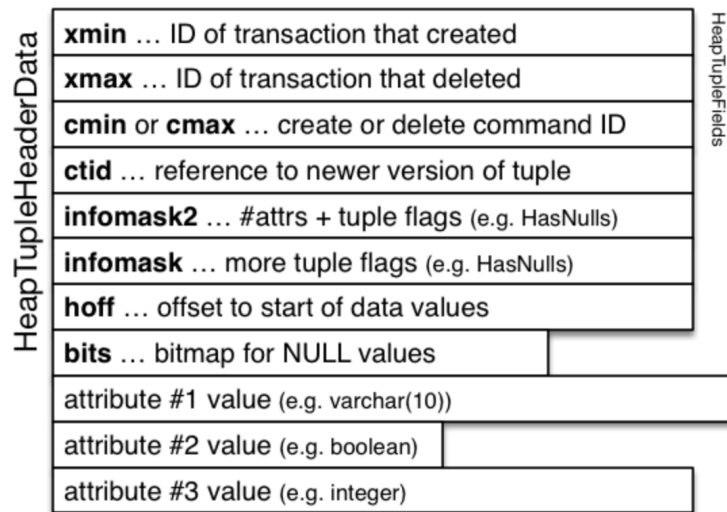 HeapTupleHeaderData
HeapTupleFields
xmin … ID of transaction that created
xmax … ID of transaction that deleted
cmin or cmax … create or delete command ID
ctid … reference to newer version of tuple
infomask2 … #attrs + tuple flags (e.g. HasNulls)
infomask … more tuple flags (e.g. HasNulls)
hoff … offset to start of data values
bits … bitmap for NULL values
attribute #1 value (e.g. varchar(10))
attribute #2 value (e.g. boolean)
attribute #3 value (e.g. integer)